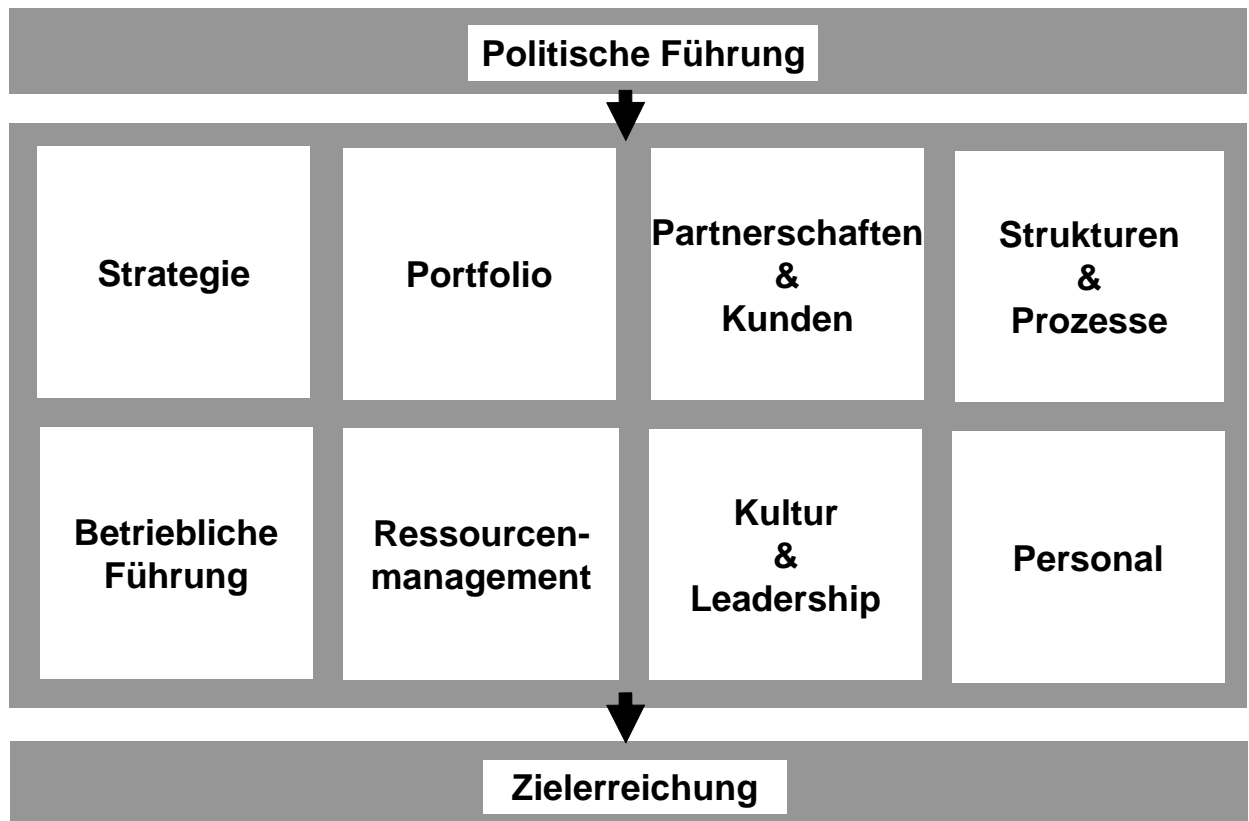 Politische Führung
Strategie
Portfolio
Partnerschaften
&
Kunden
Strukturen
&
Prozesse
Betriebliche
Führung
Ressourcen-
management
Kultur
&
Leadership
Personal
Zielerreichung